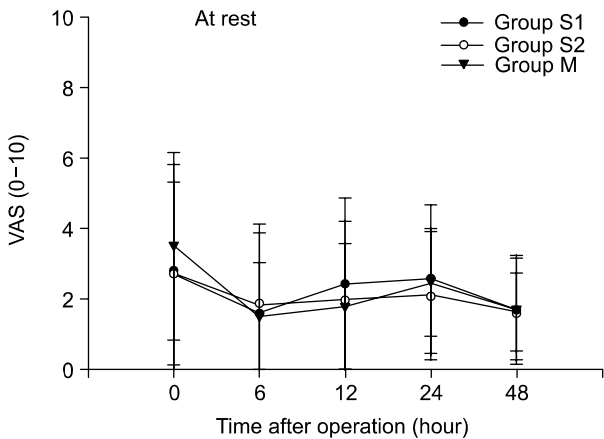 At rest
Group S1
Group S2
Group M
VAS (0–10)
10
8
6
4
2
0
0 6 12 24 48
Time after operation (hour)